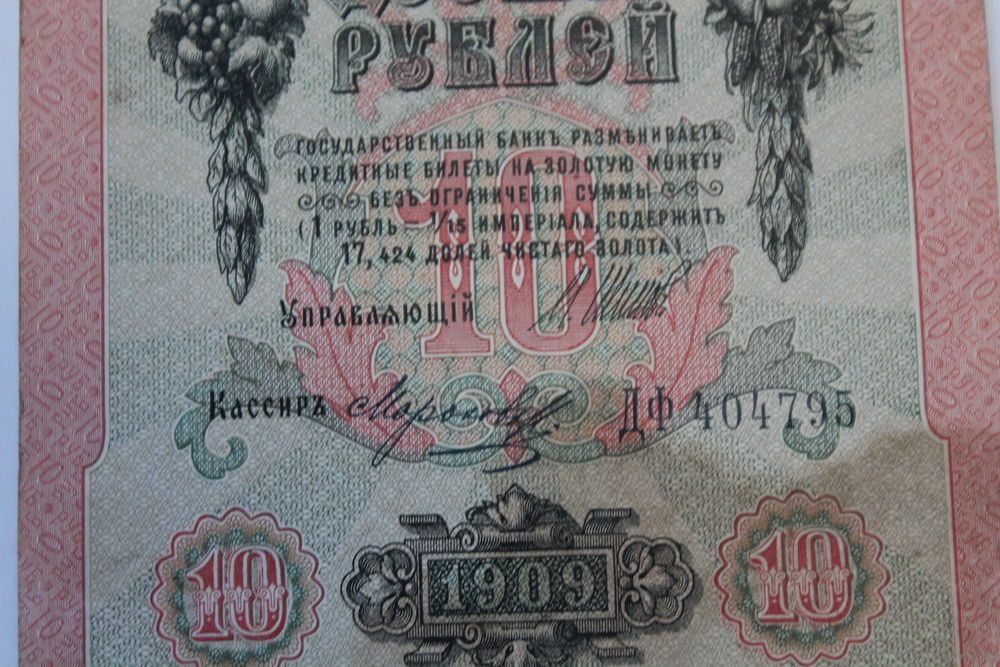 РУБЛЕЙ
ГОСУДАРСТВЕННЫЙ БАНКЪ РАЗМѢНИВАЕТЪ
КРЕДИТНЫЕ БИЛЕТЫ НА ЗОЛОТУЮ МОНЕТУ
БЕЗЪ ОГРАНИЧЕНІЯ СУММЫ
(1 РУБЛЬ = 1/15 ИМПЕРІАЛА, СОДЕРЖИТЪ
17,424 ДОЛЕЙ ЧИСТАГО ЗОЛОТА).
10
УПРАВЛЯЮЩІЙ
КАССИРЪ
ДФ 404795
10
1909
10